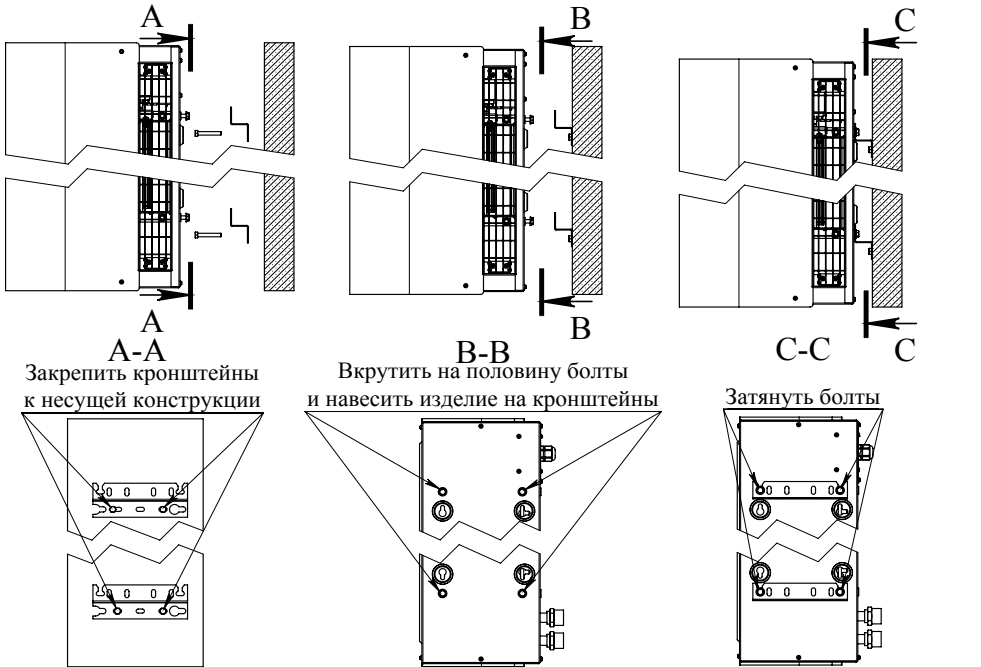 А
В
С
А
В
С
А-А
В-В
С-С
Закрепить кронштейны
к несущей конструкции
Вкрутить на половину болты
и навесить изделие на кронштейны
Затянуть болты